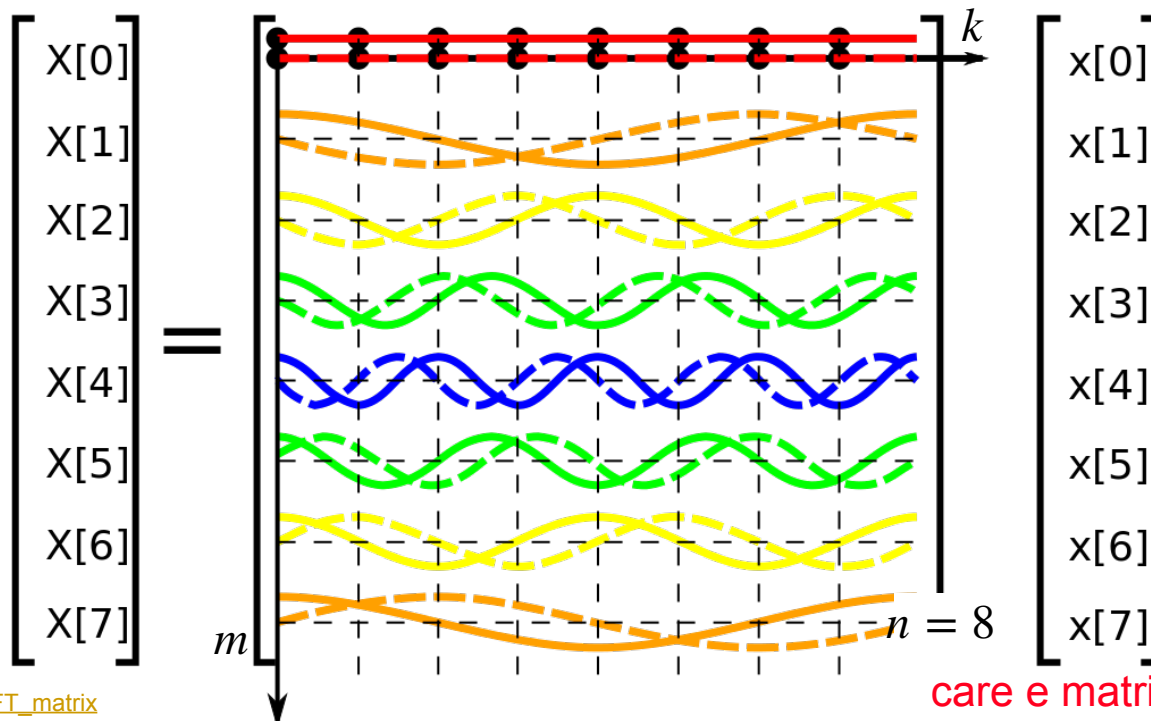 X[0]
X[1]
X[2]
X[3]
X[4]
X[5]
X[6]
X[7]
=
k
m
n = 8
x[0]
x[1]
x[2]
x[3]
x[4]
x[5]
x[6]
x[7]
FT_matrix
care e matri